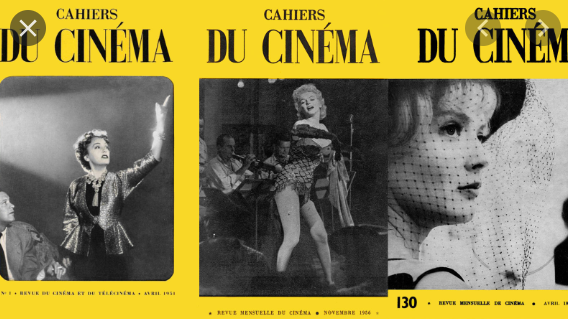 CAHIERS
DU CINÉMA
Nº 1 • REVUE DU CINÉMA ET DU TÉLÉCINÉMA • AVRIL 1951
CAHIERS
DU CINÉMA
• REVUE MENSUELLE DU CINÉMA • NOVEMBRE 1956 •
CAHIERS
DU CINÉM
130 • REVUE MENSUELLE DE CINÉMA • AVRIL